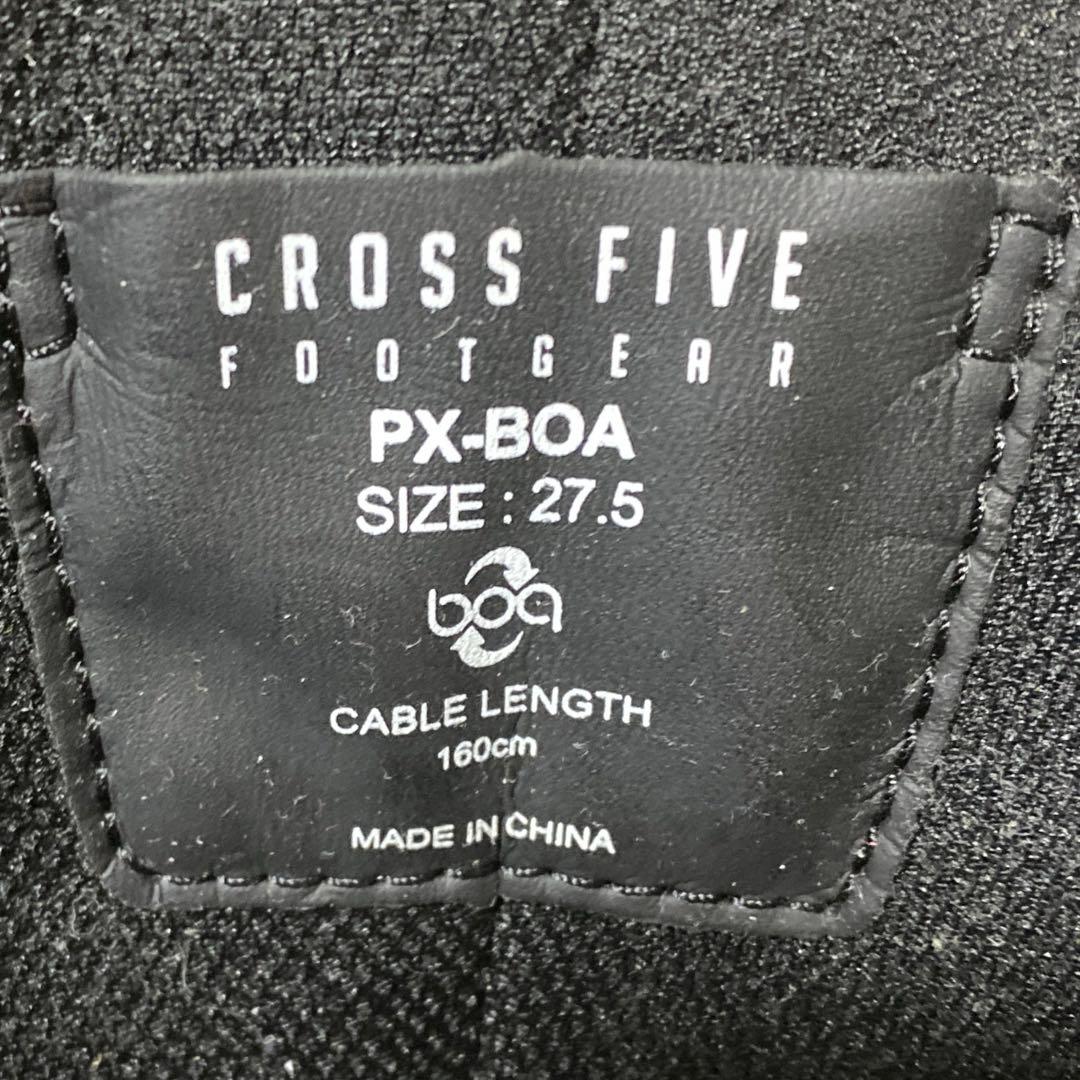 CROSS FIVE
FOOTGEAR
PX-BOA
SIZE : 27.5
boa
CABLE LENGTH
160cm
MADE IN CHINA